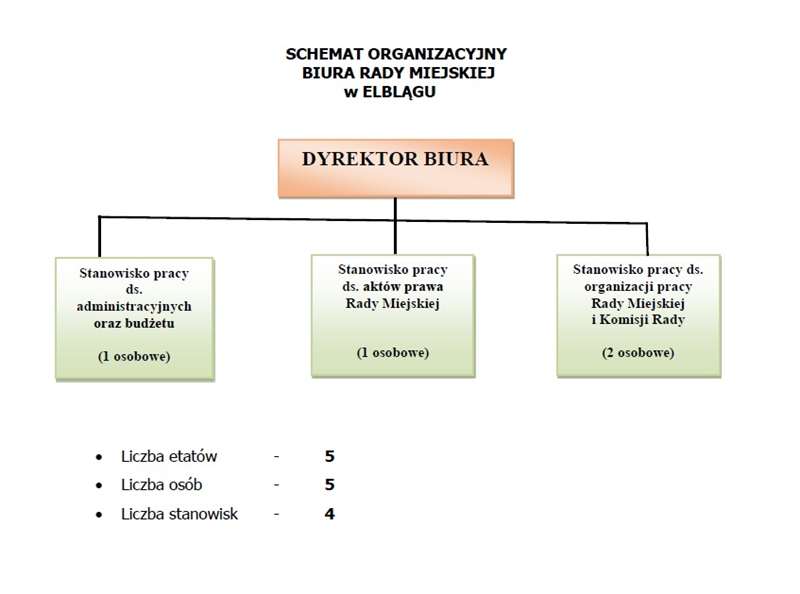 SCHEMAT ORGANIZACYJNY
BIURA RADY MIEJSKIEJ
w ELBLĄGU
DYREKTOR BIURA
Stanowisko pracy
ds.
administracyjnych
oraz budżetu
(1 osobowe)
Stanowisko pracy
ds. aktów prawa
Rady Miejskiej
(1 osobowe)
Stanowisko pracy ds.
organizacji pracy
Rady Miejskiej
i Komisji Rady
(2 osobowe)
• Liczba etatów - 5
• Liczba osób - 5
• Liczba stanowisk - 4